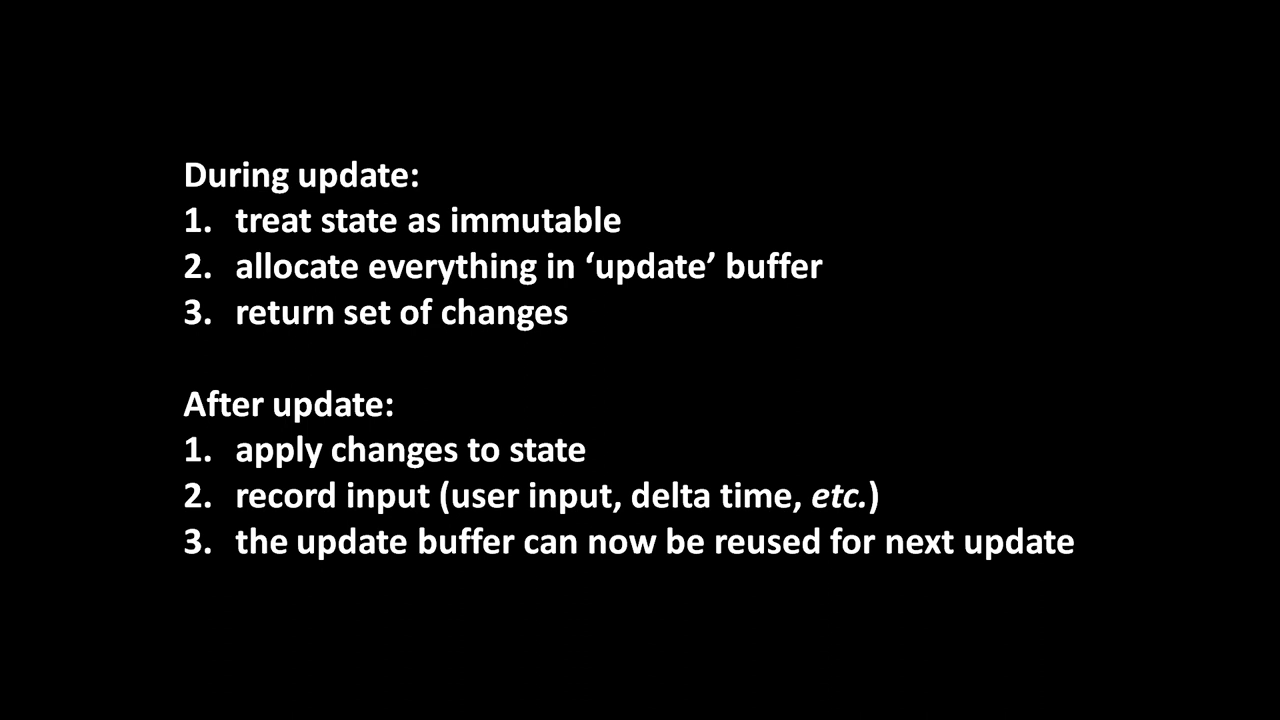 During update:
1. treat state as immutable
2. allocate everything in ‘update’ buffer
3. return set of changes
After update:
1. apply changes to state
2. record input (user input, delta time, etc.)
3. the update buffer can now be reused for next update